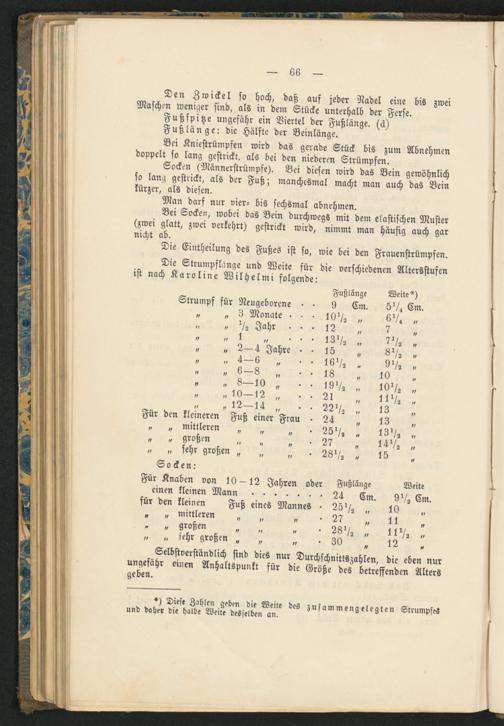 — 66 —
Den Zwickel so hoch, daß auf jeder Nadel eine bis zwei
Maschen weniger sind, als in dem Stücke unterhalb der Ferse.
Fußspitze ungefähr ein Viertel der Fußlänge. (d)
Fußlänge: die Hälfte der Beinlänge.
Bei Kniestrümpfen wird das gerade Stück bis zum Abnehmen
doppelt so lang gestrickt, als bei den niederen Strümpfen.
Socken (Männerstrümpfe). Bei diesen wird das Bein gewöhnlich
so lang gestrickt, als der Fuß; manchesmal macht man auch das Bein
kürzer, als diesen.
Man darf nur vier- bis sechsmal abnehmen.
Bei Socken, wobei das Bein durchwegs mit dem elastischen Muster
(zwei glatt, zwei verkehrt) gestrickt wird, nimmt man häufig auch gar
nicht ab.
Die Eintheilung des Fußes ist so, wie bei den Frauenstrümpfen.
Die Strumpflänge und Weite für die verschiedenen Altersstufen
ist nach Karoline Wilhelmi folgende:
Fußlänge Weite*)
Strumpf für Neugeborene . . 9 Cm. 5¼ Cm.
„ „ 3 Monate . . . 10½ „ 6¼ „
„ „ ½ Jahr . . . 12 „ 7 „
„ „ 1 „ . . . 13½ „ 7½ „
„ „ 2—4 Jahre . . 15 „ 8½ „
„ „ 4—6 „ . . 16½ „ 9½ „
„ „ 6—8 „ . . 18 „ 10 „
„ „ 8—10 „ . . 19½ „ 10½ „
„ „ 10—12 „ . . 21 „ 11½ „
„ „ 12—14 „ . . 22½ „ 13 „
Für den kleineren Fuß einer Frau . 24 „ 13 „
„ „ mittleren „ „ „ . 25½ „ 13½ „
„ „ großen „ „ „ . 27 „ 14½ „
„ „ sehr großen „ „ „ . 28½ „ 15 „
Socken:
Für Knaben von 10—12 Jahren oder Fußlänge Weite
einen kleinen Mann . . . . . . . 24 Cm. 9½ Cm.
für den kleinen Fuß eines Mannes . 25½ „ 10 „
„ „ mittleren „ „ „ . 27 „ 11 „
„ „ großen „ „ „ . 28½ „ 11½ „
„ „ sehr großen „ „ „ . 30 „ 12 „
Selbstverständlich sind dies nur Durchschnittszahlen, die eben nur
ungefähr einen Anhaltspunkt für die Größe des betreffenden Alters
geben.
*) Diese Zahlen geben die Weite des zusammengelegten Strumpfes
und daher die halbe Weite desselben an.